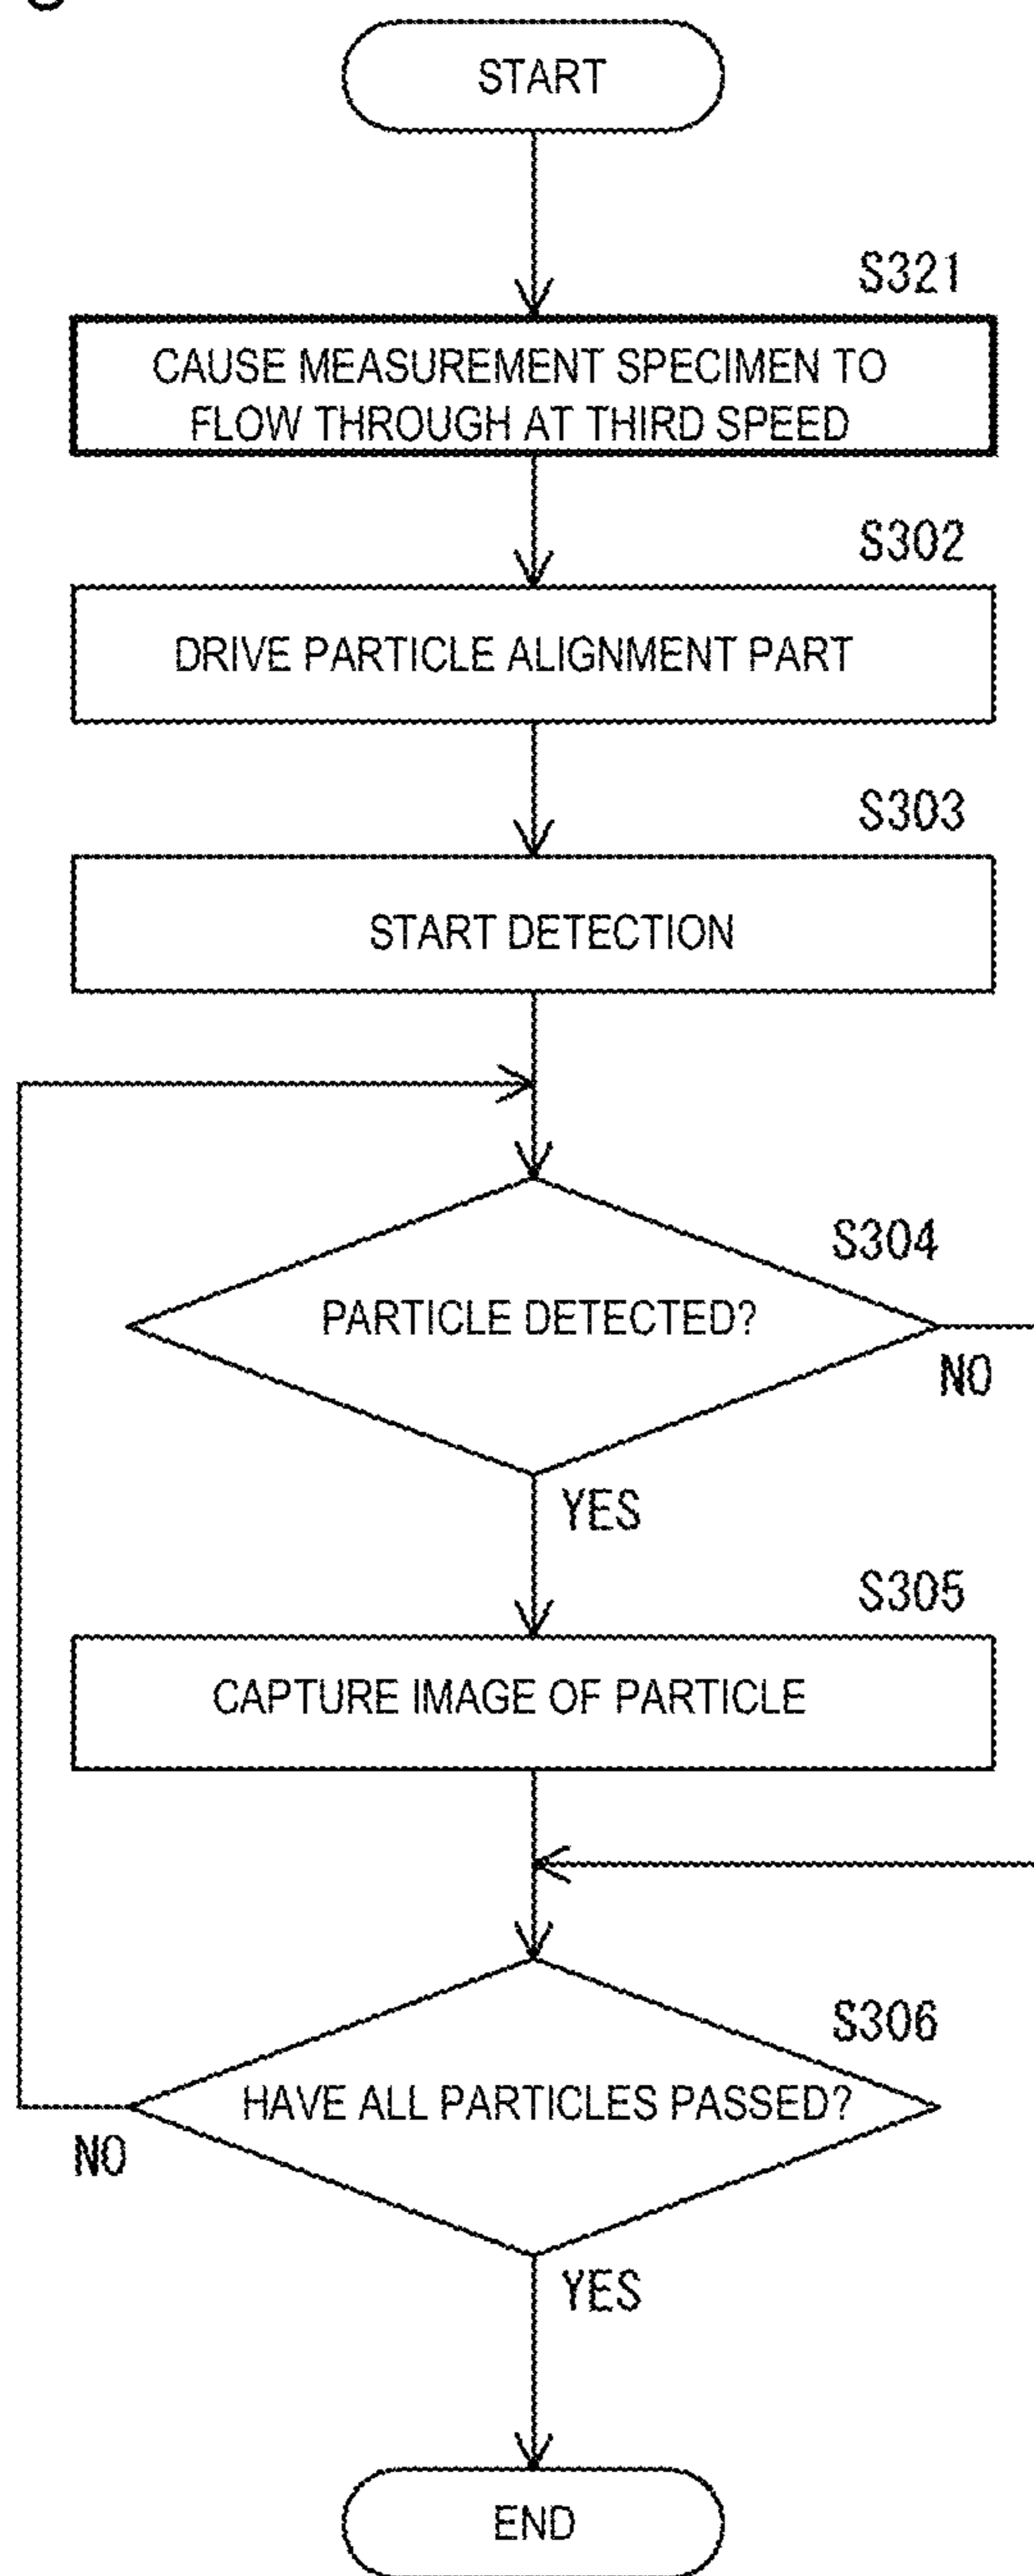 START
S321
CAUSE MEASUREMENT SPECIMEN TO
FLOW THROUGH AT THIRD SPEED
S302
DRIVE PARTICLE ALIGNMENT PART
S303
START DETECTION
S304
PARTICLE DETECTED?
NO
YES
S305
CAPTURE IMAGE OF PARTICLE
S306
HAVE ALL PARTICLES PASSED?
NO
YES
END